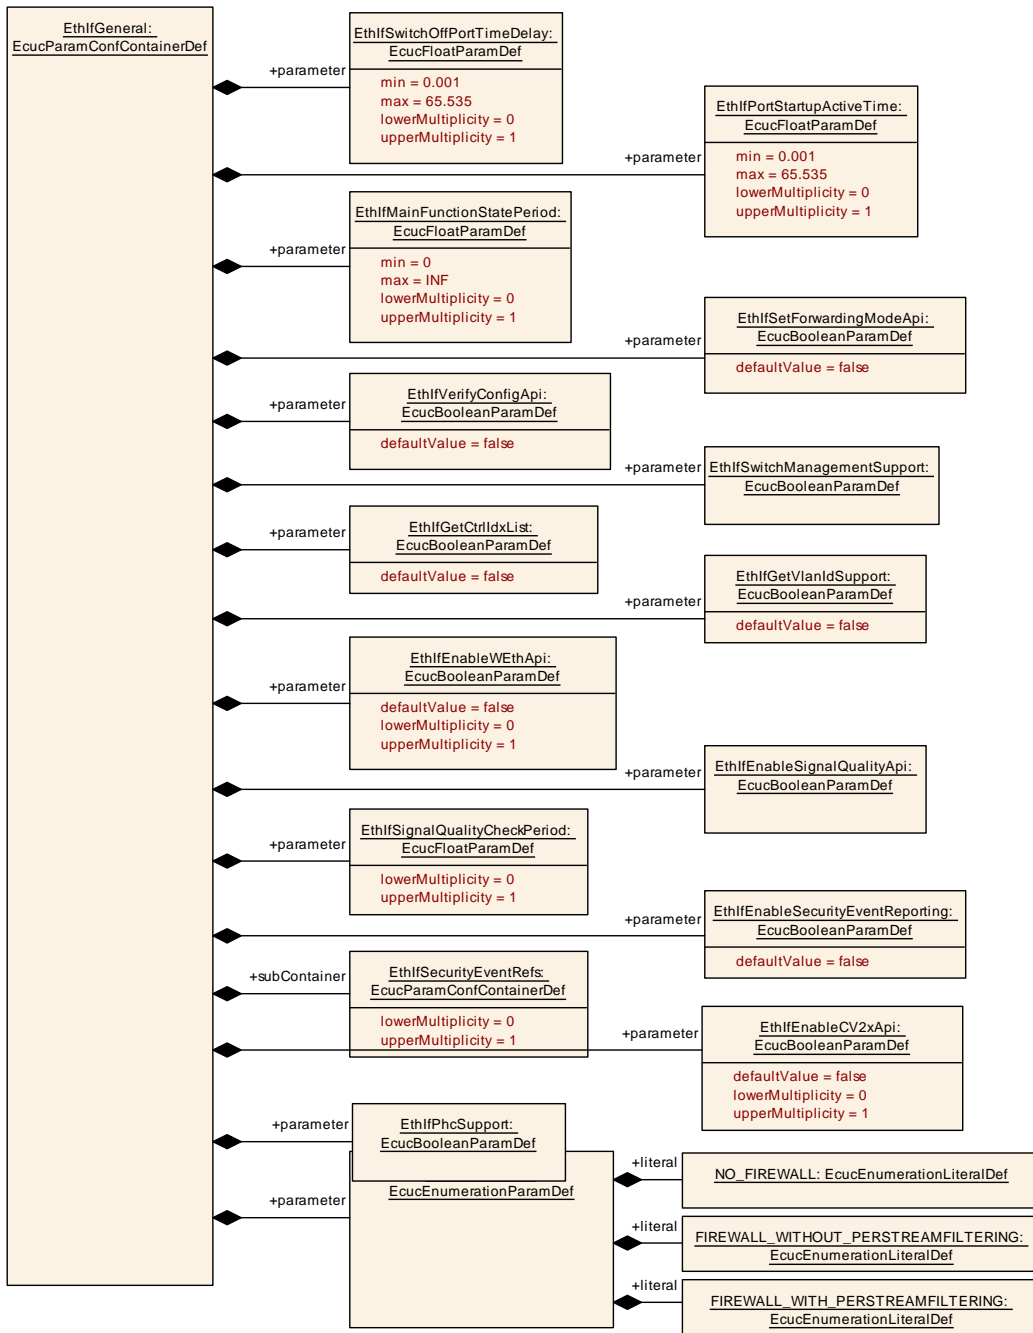 EthIfGeneral:
EcucParamConfContainerDef
EthIfSwitchOffPortTimeDelay:
EcucFloatParamDef
+parameter
min = 0.001
max = 65.535
lowerMultiplicity = 0
upperMultiplicity = 1
EthIfPortStartupActiveTime:
EcucFloatParamDef
+parameter
min = 0.001
max = 65.535
lowerMultiplicity = 0
upperMultiplicity = 1
EthIfMainFunctionStatePeriod:
EcucFloatParamDef
+parameter
min = 0
max = INF
lowerMultiplicity = 0
upperMultiplicity = 1
EthIfSetForwardingModeApi:
EcucBooleanParamDef
+parameter
defaultValue = false
EthIfVerifyConfigApi:
EcucBooleanParamDef
+parameter
defaultValue = false
EthIfSwitchManagementSupport:
EcucBooleanParamDef
+parameter
EthIfGetCtrlIdxList:
EcucBooleanParamDef
+parameter
defaultValue = false
EthIfGetVlanIdSupport:
EcucBooleanParamDef
+parameter
defaultValue = false
EthIfEnableWEthApi:
EcucBooleanParamDef
+parameter
defaultValue = false
lowerMultiplicity = 0
upperMultiplicity = 1
EthIfEnableSignalQualityApi:
EcucBooleanParamDef
+parameter
EthIfSignalQualityCheckPeriod:
EcucFloatParamDef
+parameter
lowerMultiplicity = 0
upperMultiplicity = 1
EthIfEnableSecurityEventReporting:
EcucBooleanParamDef
+parameter
defaultValue = false
+subContainer
EthIfSecurityEventRefs:
EcucParamConfContainerDef
lowerMultiplicity = 0
upperMultiplicity = 1
EthIfEnableCV2xApi:
EcucBooleanParamDef
+parameter
defaultValue = false
lowerMultiplicity = 0
upperMultiplicity = 1
EthIfPhcSupport:
EcucBooleanParamDef
+parameter
EcucEnumerationParamDef
+parameter
+literal
NO_FIREWALL: EcucEnumerationLiteralDef
+literal
FIREWALL_WITHOUT_PERSTREAMFILTERING:
EcucEnumerationLiteralDef
+literal
FIREWALL_WITH_PERSTREAMFILTERING:
EcucEnumerationLiteralDef